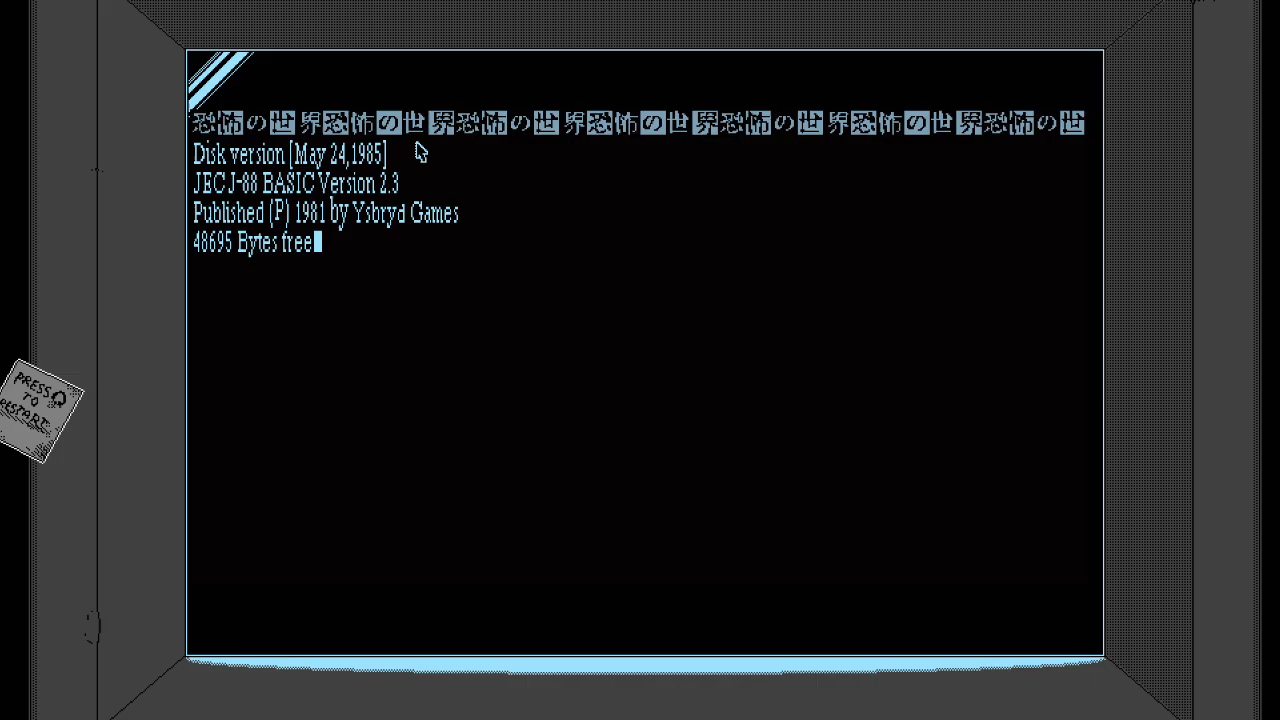 恐怖の世界恐怖の世界恐怖の世界恐怖の世界恐怖の世界恐怖の世界恐怖の世
Disk version [May 24,1985]
JEC J-88 BASIC Version 2.3
Published (P) 1981 by Ysbryd Games
48695 Bytes free
PRESS Q
TO
RESTART